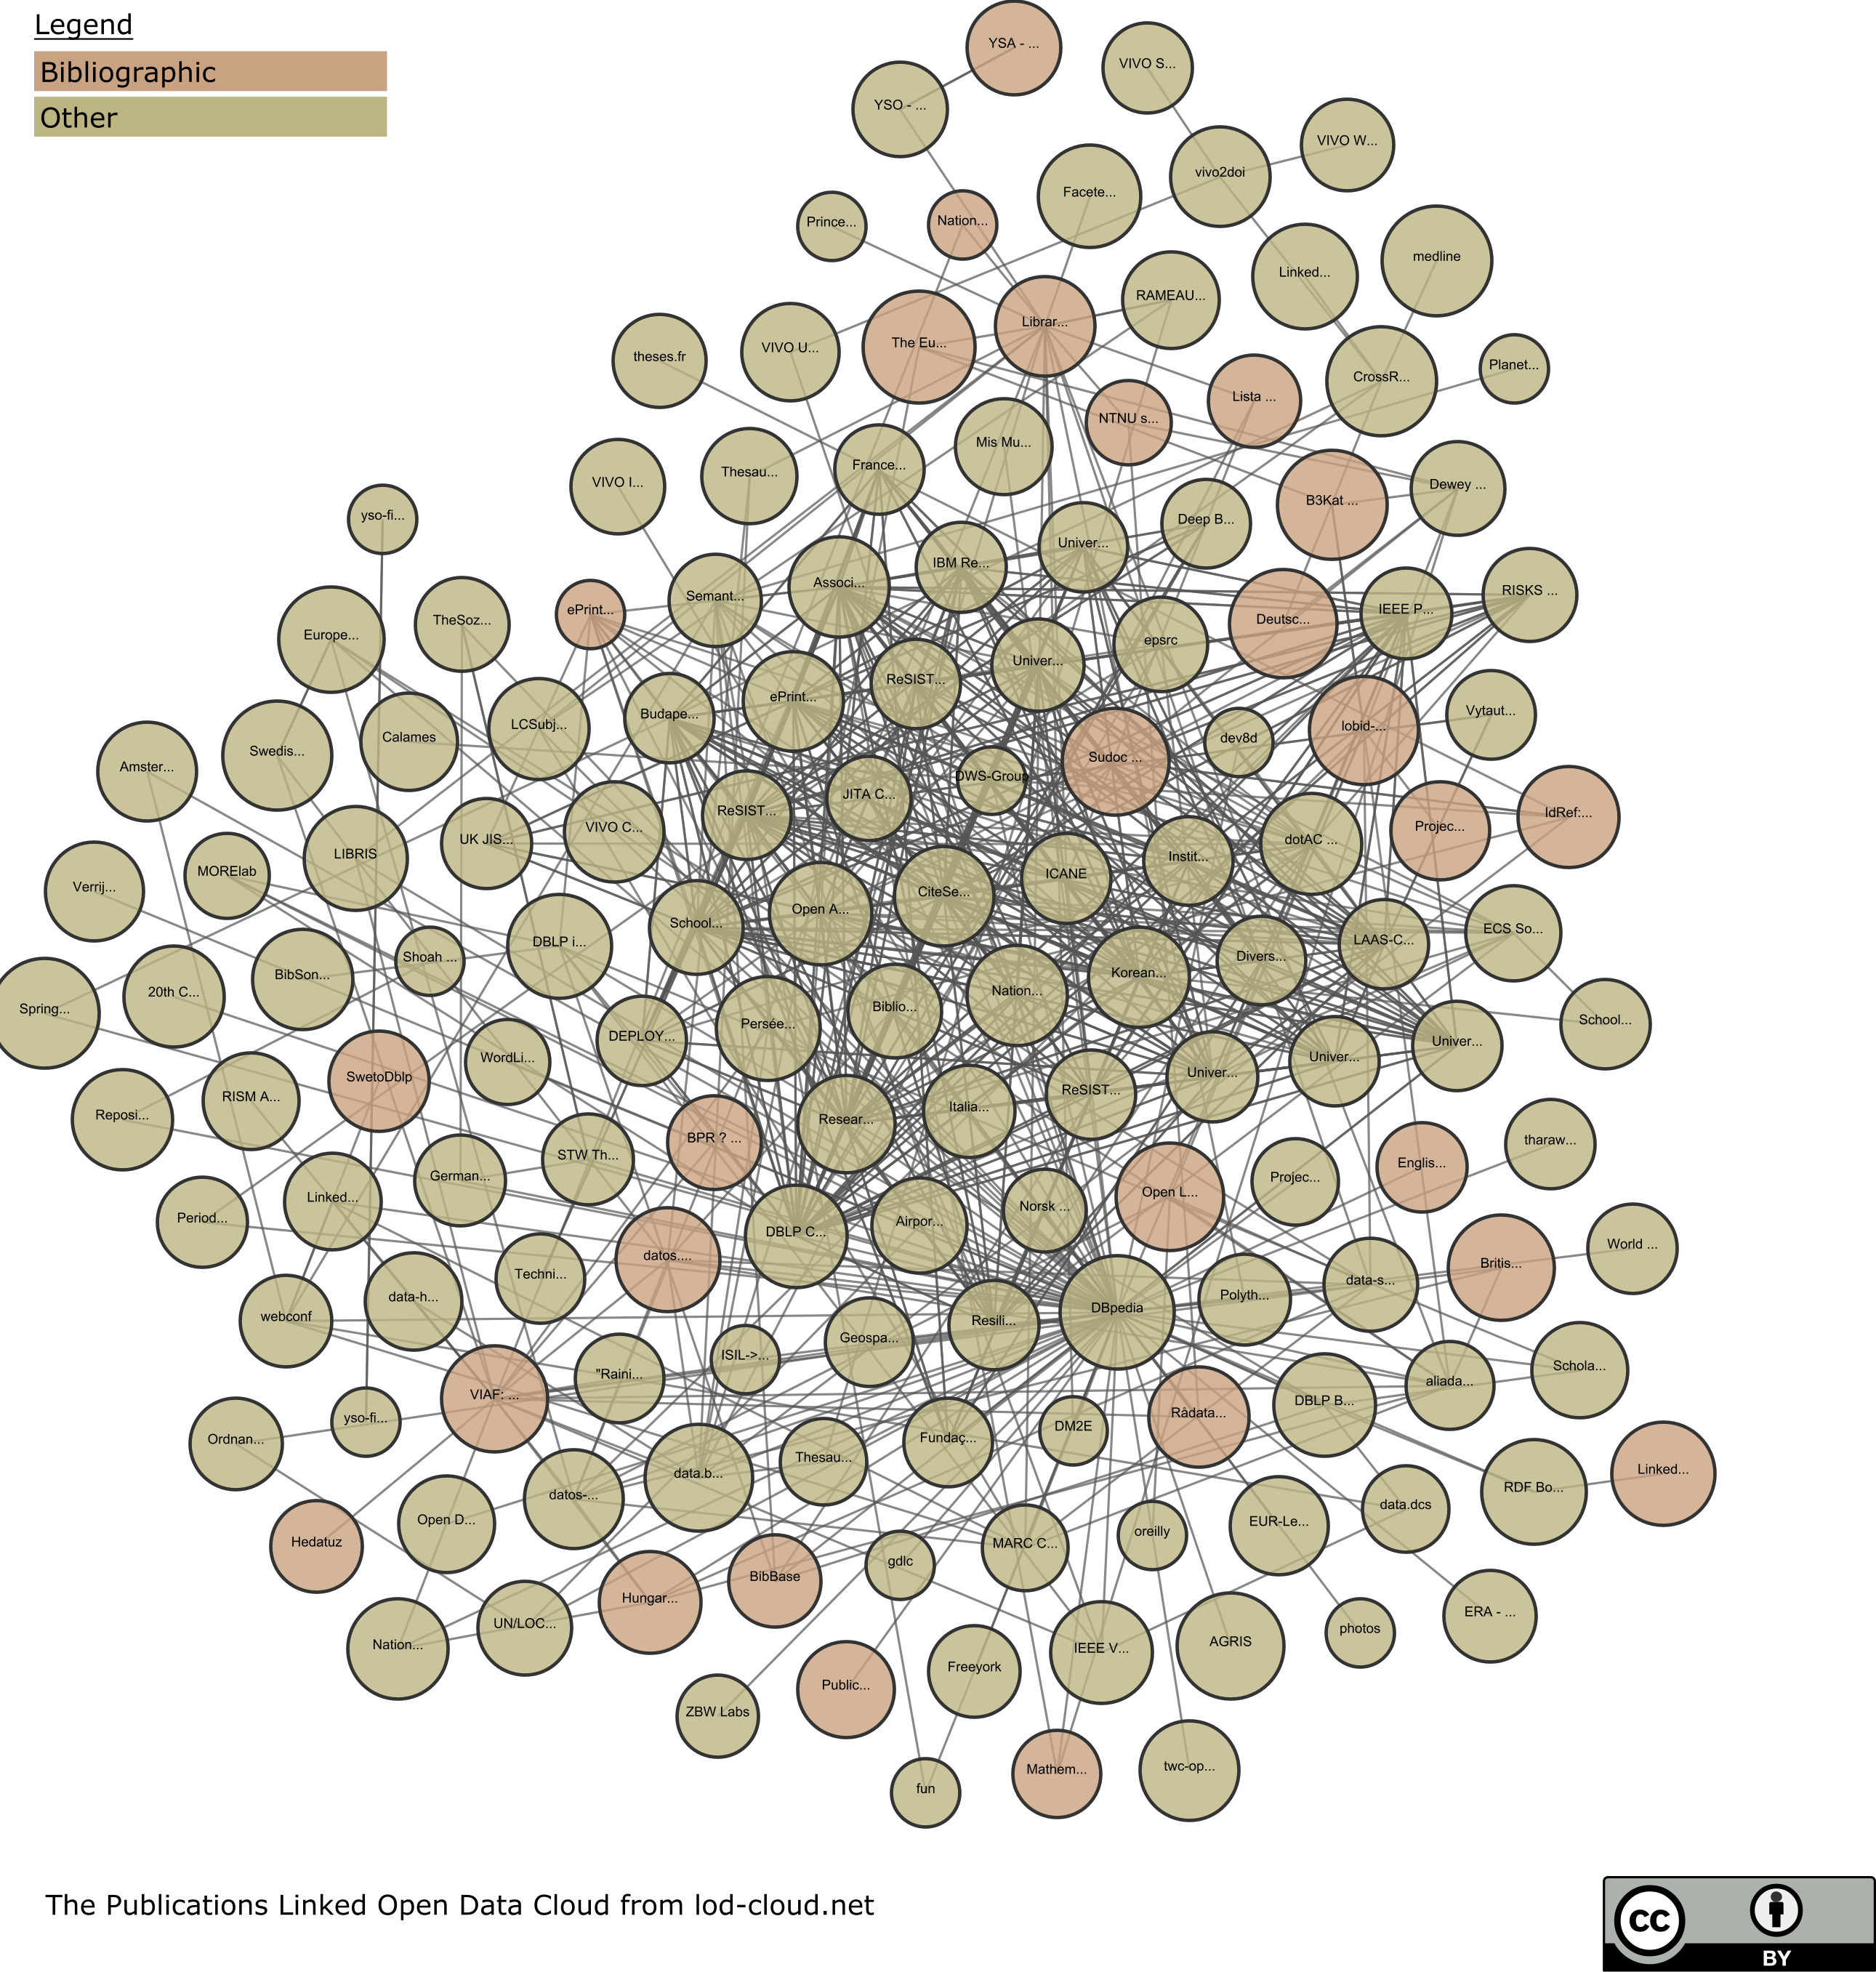 Legend
Bibliographic
Other
YSA - ...
VIVO S...
YSO - ...
VIVO W...
vivo2doi
Facete...
Prince...
Nation...
medline
Linked...
RAMEAU...
Librar...
The Eu...
VIVO U...
theses.fr
Planet...
CrossR...
Lista ...
NTNU s...
Mis Mu...
France...
Thesau...
VIVO I...
Dewey ...
B3Kat ...
yso-fi...
Deep B...
Univer...
IBM Re...
Associ...
Semant...
RISKS ...
IEEE P...
ePrint...
TheSoz...
Deutsc...
Europe...
epsrc
Univer...
ReSIST...
ePrint...
Budape...
Vytaut...
LCSubj...
lobid-...
Calames
dev8d
Swedis...
Sudoc ...
Amster...
DWS-Group
JITA C...
ReSIST...
IdRef:...
VIVO C...
Projec...
UK JIS...
dotAC ...
LIBRIS
Instit...
MORElab
ICANE
Verrij...
CiteSe...
Open A...
School...
ECS So...
DBLP i...
LAAS-C...
Shoah ...
Divers...
BibSon...
Korean...
20th C...
Nation...
Spring...
Biblio...
School...
Persée...
DEPLOY...
Univer...
Univer...
WordLi...
Univer...
SwetoDblp
ReSIST...
RISM A...
Italia...
Reposi...
Resear...
BPR ? ...
tharaw...
STW Th...
Englis...
German...
Projec...
Open L...
Linked...
Norsk ...
Period...
Airpor...
DBLP C...
World ...
datos....
Britis...
Techni...
data-s...
data-h...
Polyth...
DBpedia
webconf
Resili...
Geospa...
ISIL->...
Schola...
"Raini...
aliada...
VIAF: ...
DBLP B...
Rådata...
yso-fi...
DM2E
Ordnan...
Fundaç...
Thesau...
Linked...
data.b...
RDF Bo...
datos-...
data.dcs
Open D...
EUR-Le...
oreilly
MARC C...
Hedatuz
gdlc
BibBase
Hungar...
ERA - ...
UN/LOC...
photos
AGRIS
IEEE V...
Nation...
Freeyork
Public...
ZBW Labs
twc-op...
Mathem...
fun
The Publications Linked Open Data Cloud from lod-cloud.net
cc
BY